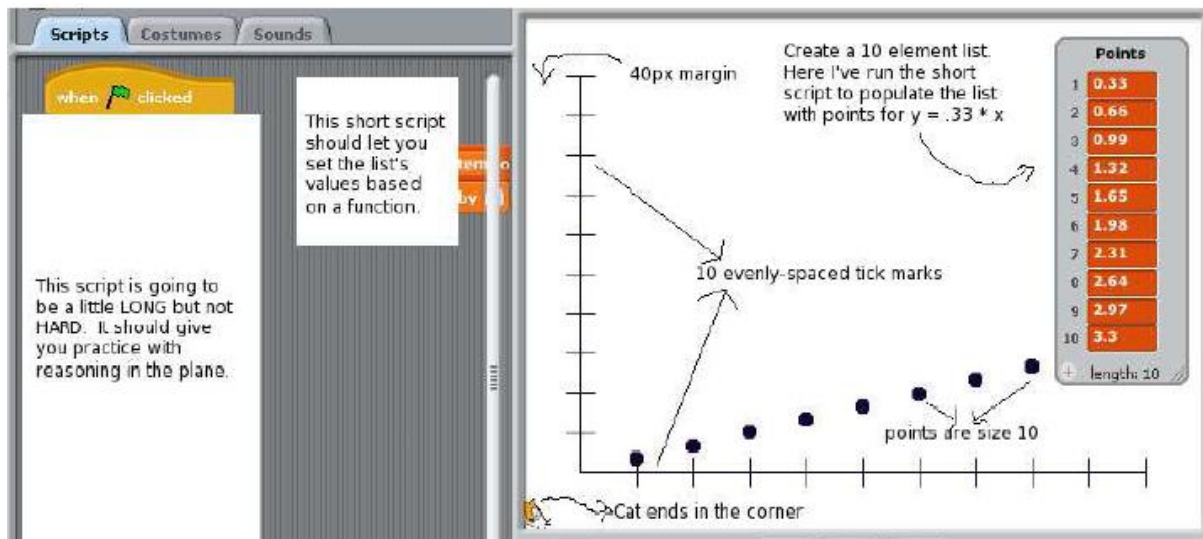 Scripts
Costumes
Sounds
when clicked
This script is going to
be a little LONG but not
HARD. It should give
you practice with
reasoning in the plane.
This short script
should let you
set the list's
values based
on a function.
by
40px margin
Create a 10 element list.
Here I've run the short
script to populate the list
with points for y = .33 * x
10 evenly-spaced tick marks
points are size 10
Cat ends in the corner
Points
1 0.33
2 0.66
3 0.99
4 1.32
5 1.65
6 1.98
7 2.31
8 2.64
9 2.97
10 3.3
+ length: 10